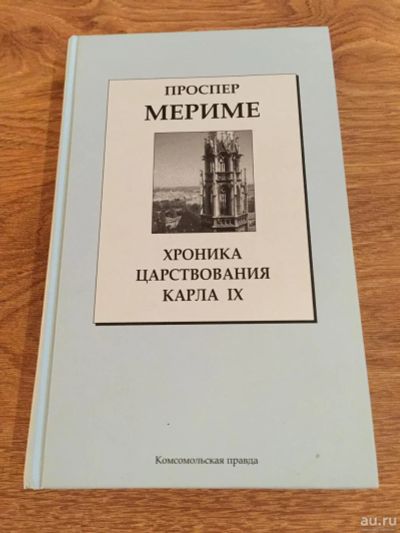 ПРОСПЕР
МЕРИМЕ
ХРОНИКА
ЦАРСТВОВАНИЯ
КАРЛА IX
Комсомольская правда
au.ru